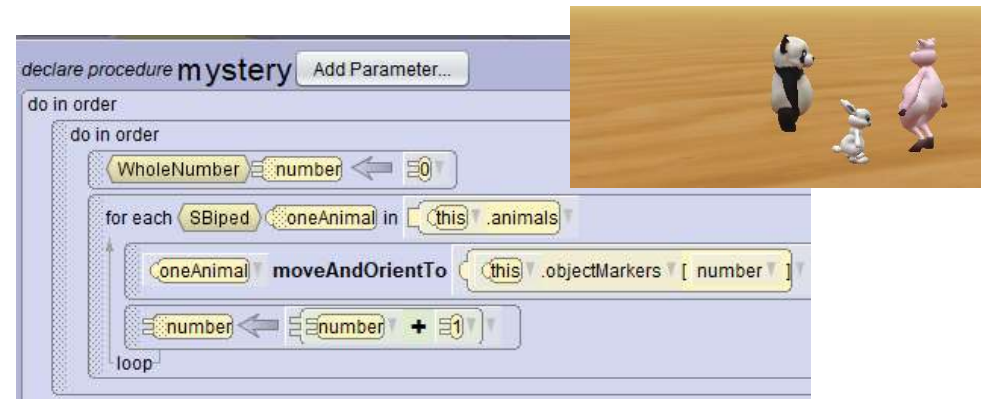 declare procedure mystery Add Parameter...
do in order
do in order
WholeNumber number 0
for each SBiped oneAnimal in this .animals
oneAnimal moveAndOrientTo this .objectMarkers [ number ]
number number + 1
loop